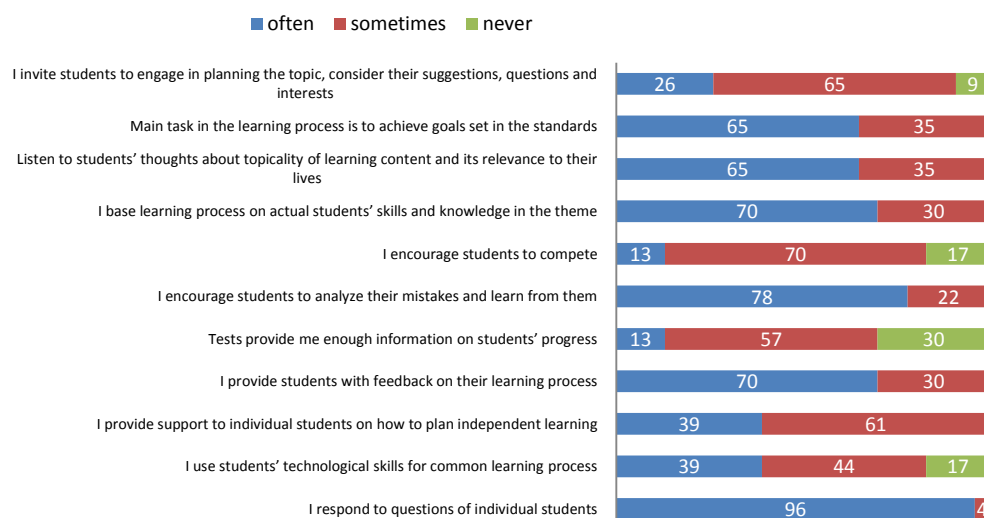 often sometimes never
I invite students to engage in planning the topic, consider their suggestions, questions and
interests
26 65 9
Main task in the learning process is to achieve goals set in the standards
65 35
Listen to students’ thoughts about topicality of learning content and its relevance to their
lives
65 35
I base learning process on actual students’ skills and knowledge in the theme
70 30
I encourage students to compete
13 70 17
I encourage students to analyze their mistakes and learn from them
78 22
Tests provide me enough information on students’ progress
13 57 30
I provide students with feedback on their learning process
70 30
I provide support to individual students on how to plan independent learning
39 61
I use students’ technological skills for common learning process
39 44 17
I respond to questions of individual students
96 4